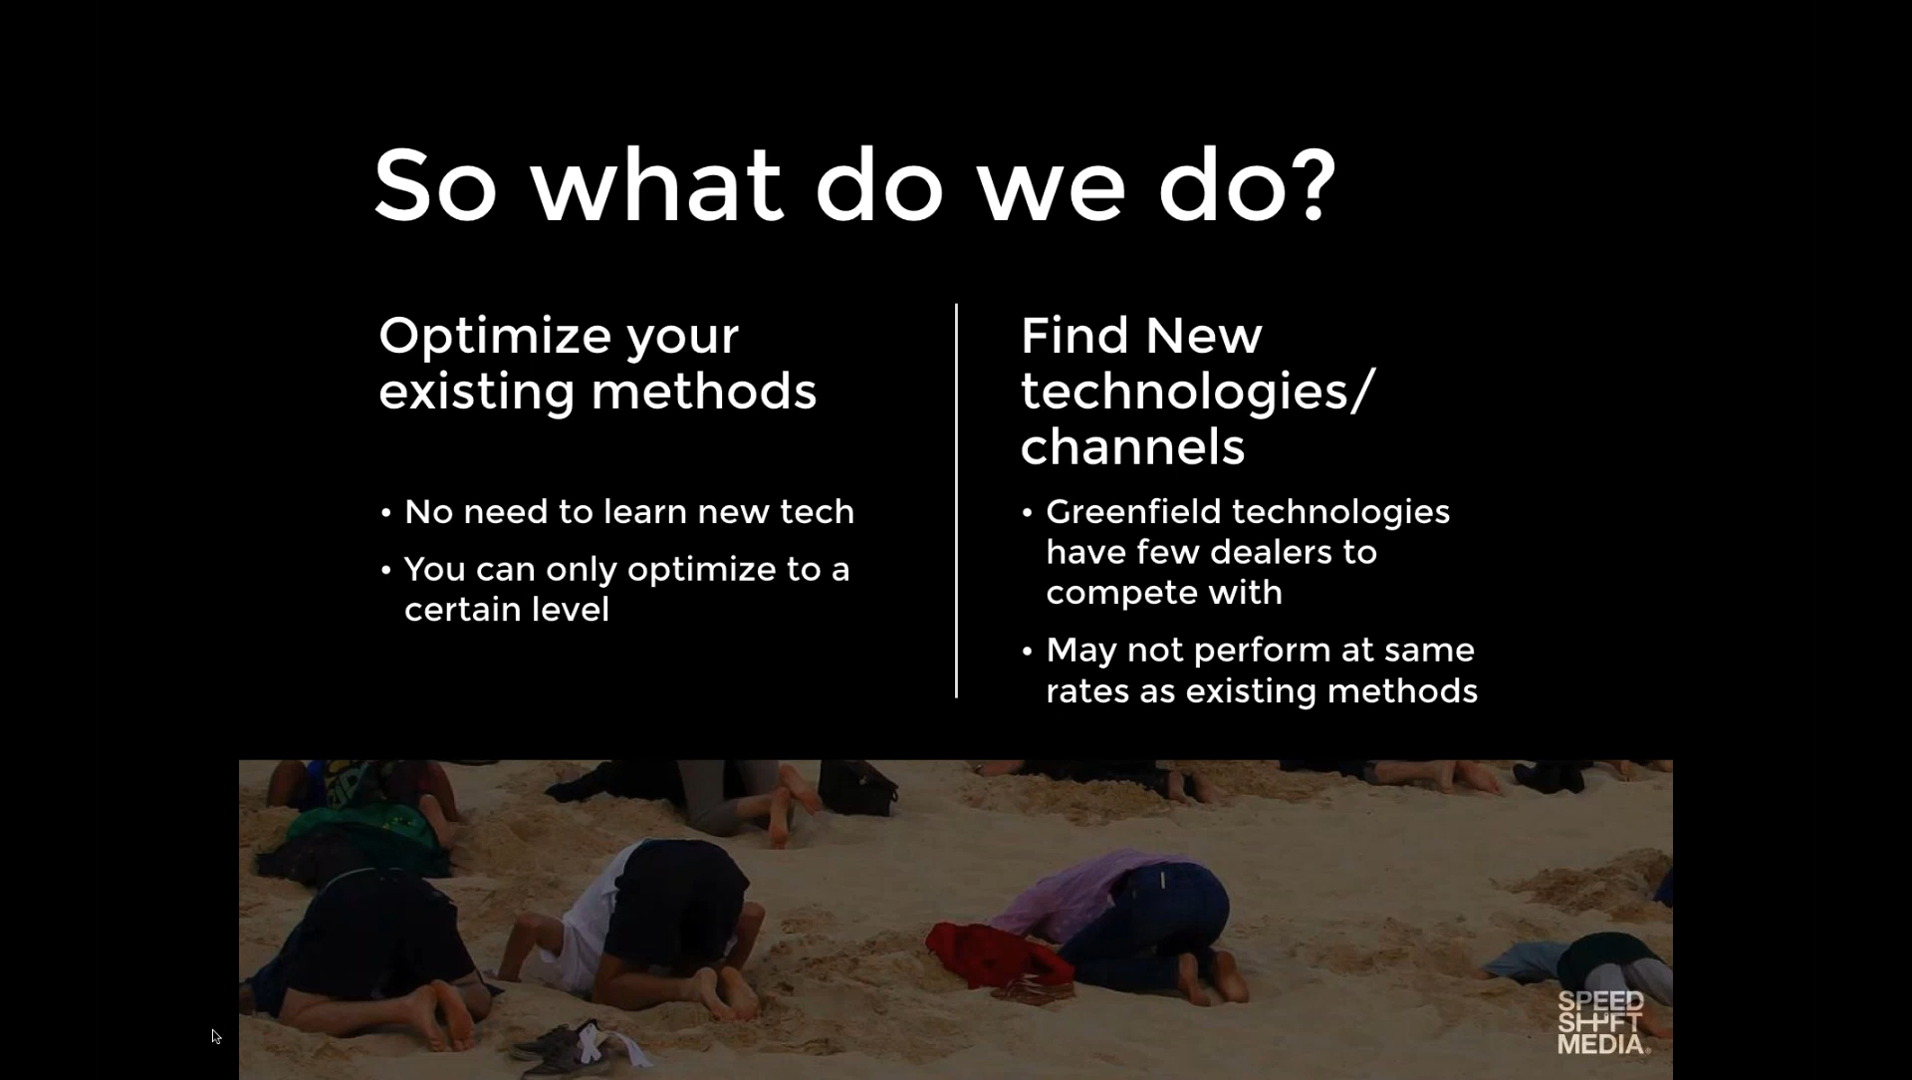 So what do we do?
Optimize your
existing methods
• No need to learn new tech
• You can only optimize to a
certain level
Find New
technologies/
channels
• Greenfield technologies
have few dealers to
compete with
• May not perform at same
rates as existing methods
SPEED
SHIFT
MEDIA®